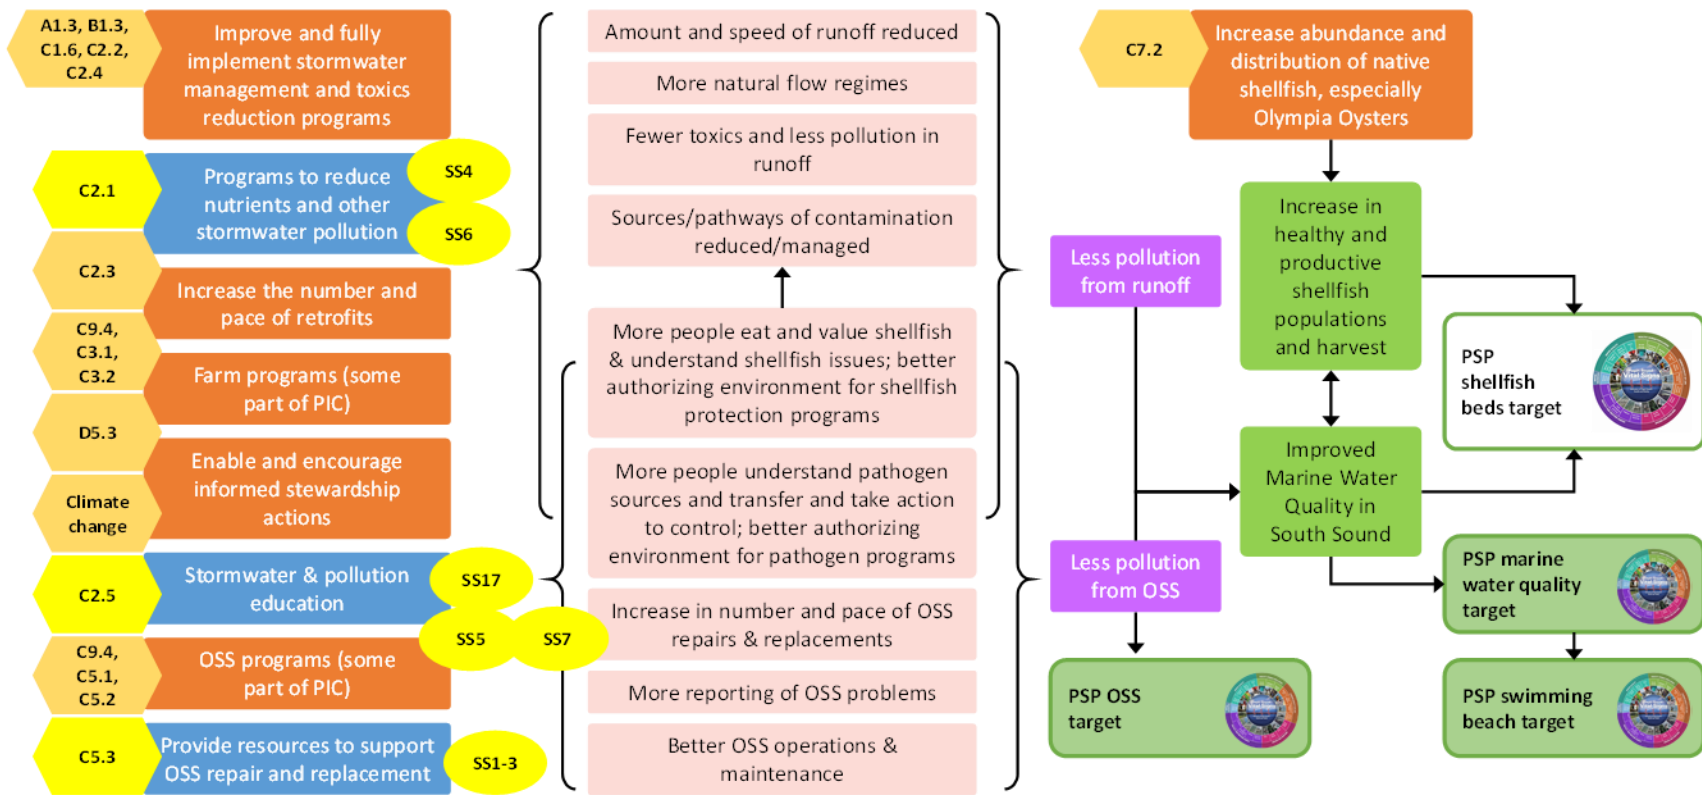 A1.3, B1.3,
C1.6, C2.2,
C2.4
Improve and fully
implement stormwater
management and toxics
reduction programs
C2.1
Programs to reduce
nutrients and other
stormwater pollution
SS4
SS6
C2.3
Increase the number and
pace of retrofits
C9.4,
C3.1,
C3.2
Farm programs (some
part of PIC)
D5.3
Enable and encourage
informed stewardship
actions
Climate
change
C2.5
Stormwater & pollution
education
SS17
SS5
SS7
C9.4,
C5.1,
C5.2
OSS programs (some
part of PIC)
C5.3
Provide resources to support
OSS repair and replacement
SS1-3
Amount and speed of runoff reduced
More natural flow regimes
Fewer toxics and less pollution in
runoff
Sources/pathways of contamination
reduced/managed
More people eat and value shellfish
& understand shellfish issues; better
authorizing environment for shellfish
protection programs
More people understand pathogen
sources and transfer and take action
to control; better authorizing
environment for pathogen programs
Increase in number and pace of OSS
repairs & replacements
More reporting of OSS problems
Better OSS operations &
maintenance
Less pollution
from runoff
Less pollution
from OSS
PSP OSS
target
C7.2
Increase abundance and
distribution of native
shellfish, especially
Olympia Oysters
Increase in
healthy and
productive
shellfish
populations
and harvest
Improved
Marine Water
Quality in
South Sound
PSP
shellfish
beds target
PSP marine
water quality
target
PSP swimming
beach target